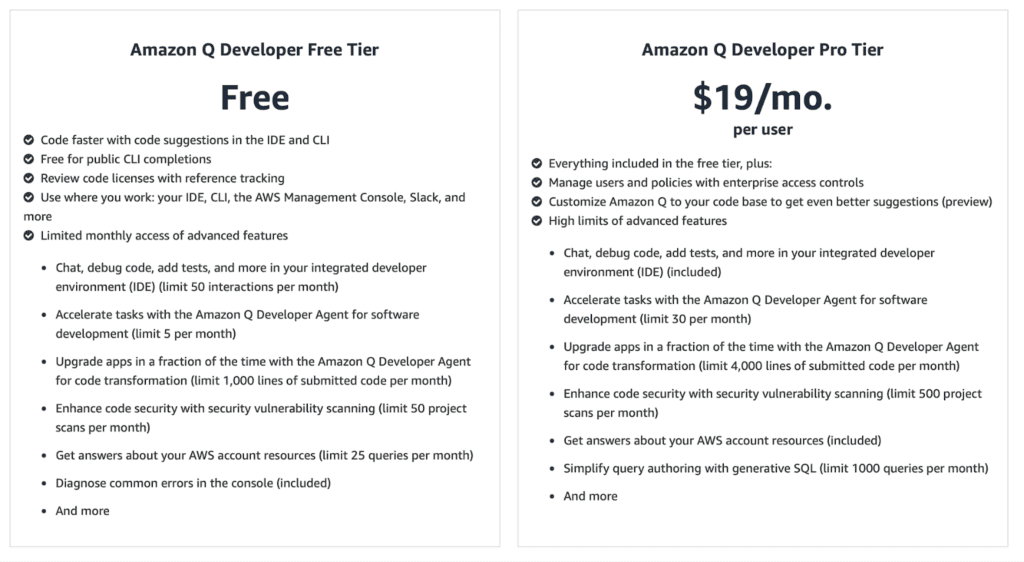 Amazon Q Developer Free Tier
Free
Code faster with code suggestions in the IDE and CLI
Free for public CLI completions
Review code licenses with reference tracking
Use where you work: your IDE, CLI, the AWS Management Console, Slack, and
more
Limited monthly access of advanced features
• Chat, debug code, add tests, and more in your integrated developer
environment (IDE) (limit 50 interactions per month)
• Accelerate tasks with the Amazon Q Developer Agent for software
development (limit 5 per month)
• Upgrade apps in a fraction of the time with the Amazon Q Developer Agent
for code transformation (limit 1,000 lines of submitted code per month)
• Enhance code security with security vulnerability scanning (limit 50 project
scans per month)
• Get answers about your AWS account resources (limit 25 queries per month)
• Diagnose common errors in the console (included)
• And more
Amazon Q Developer Pro Tier
$19/mo.
per user
Everything included in the free tier, plus:
Manage users and policies with enterprise access controls
Customize Amazon Q to your code base to get even better suggestions (preview)
High limits of advanced features
• Chat, debug code, add tests, and more in your integrated developer
environment (IDE) (included)
• Accelerate tasks with the Amazon Q Developer Agent for software
development (limit 30 per month)
• Upgrade apps in a fraction of the time with the Amazon Q Developer Agent
for code transformation (limit 4,000 lines of submitted code per month)
• Enhance code security with security vulnerability scanning (limit 500 project
scans per month)
• Get answers about your AWS account resources (included)
• Simplify query authoring with generative SQL (limit 1000 queries per month)
• And more